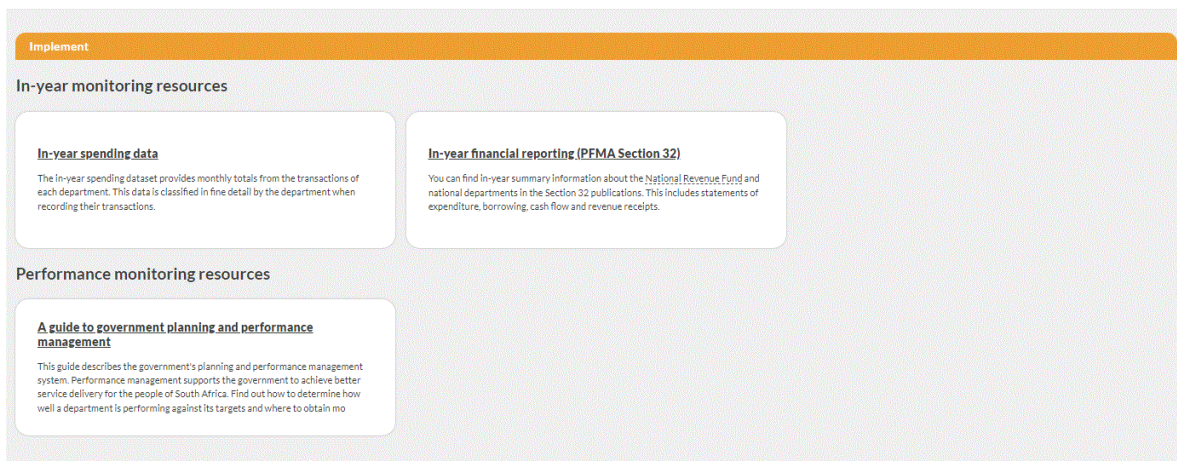 Implement
In-year monitoring resources
In-year spending data
The in-year spending dataset provides monthly totals from the transactions of
each department. This data is classified in fine detail by the department when
recording their transactions.
In-year financial reporting (PFMA Section 32)
You can find in-year summary information about the National Revenue Fund and
national departments in the Section 32 publications. This includes statements of
expenditure, borrowing, cash flow and revenue receipts.
Performance monitoring resources
A guide to government planning and performance
management
This guide describes the government's planning and performance management
system. Performance management supports the government to achieve better
service delivery for the people of South Africa. Find out how to determine how
well a department is performing against its targets and where to obtain mo